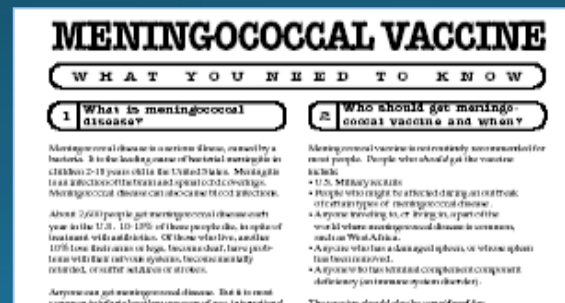 MENINGOCOCCAL VACCINE
WHAT YOU NEED TO KNOW
1 What is meningococcal
disease?
Meningococcal disease is a serious illness, caused by a
bacteria. It is the leading cause of bacterial meningitis in
children 2-18 years old in the United States. Meningitis
is an infection of the brain and spinal cord coverings.
Meningococcal disease can also cause blood infections.
About 2,600 people get meningococcal disease each
year in the U.S. 10-15% of these people die, in spite of
treatment with antibiotics. Of those who live, another
10% lose their arms or legs, become deaf, have prob-
lems with their nervous systems, become mentally
retarded, or suffer seizures or strokes.
Anyone can get meningococcal disease. But it is most
2 Who should get meningo-
coccal vaccine and when?
Meningococcal vaccine is not routinely recommended for
most people. People who should get the vaccine
include:
• U.S. Military recruits
• People who might be affected during an outbreak
of certain types of meningococcal disease.
• Anyone traveling to, or living in, a part of the
world where meningococcal disease is common,
such as West Africa.
• Anyone who has a damaged spleen, or whose spleen
has been removed.
• Anyone who has terminal complement component
deficiency (an immune system disorder).